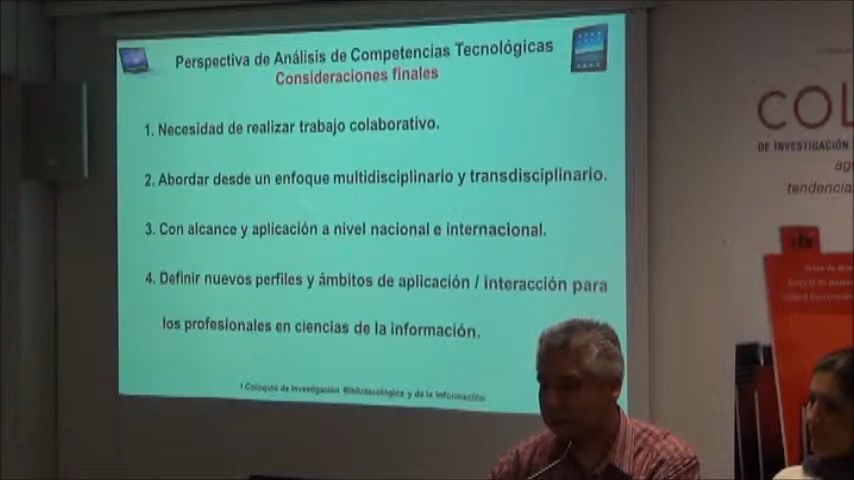 Perspectiva de Análisis de Competencias Tecnológicas
Consideraciones finales
1. Necesidad de realizar trabajo colaborativo.
2. Abordar desde un enfoque multidisciplinario y transdisciplinario.
3. Con alcance y aplicación a nivel nacional e internacional.
4. Definir nuevos perfiles y ámbitos de aplicación / interacción para
los profesionales en ciencias de la información.
I Coloquio de Investigación Bibliotecológica y de la Información
COL
DE INVESTIGACIÓN
ag
tendencia